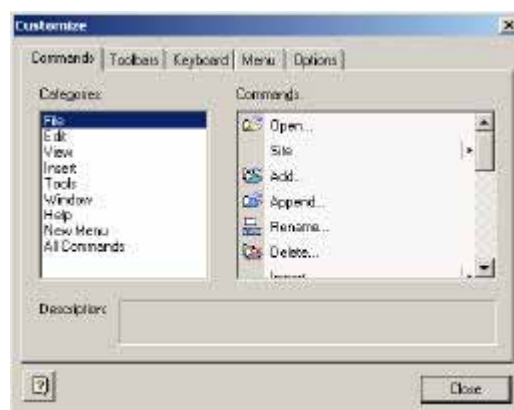 Customize
Commands Toolbars Keyboard Menu Options
Categories:
File
Edit
View
Insert
Tools
Window
Help
New Menu
All Commands
Commands:
Open...
Site
Add...
Append...
Rename...
Delete...
Description:
Close